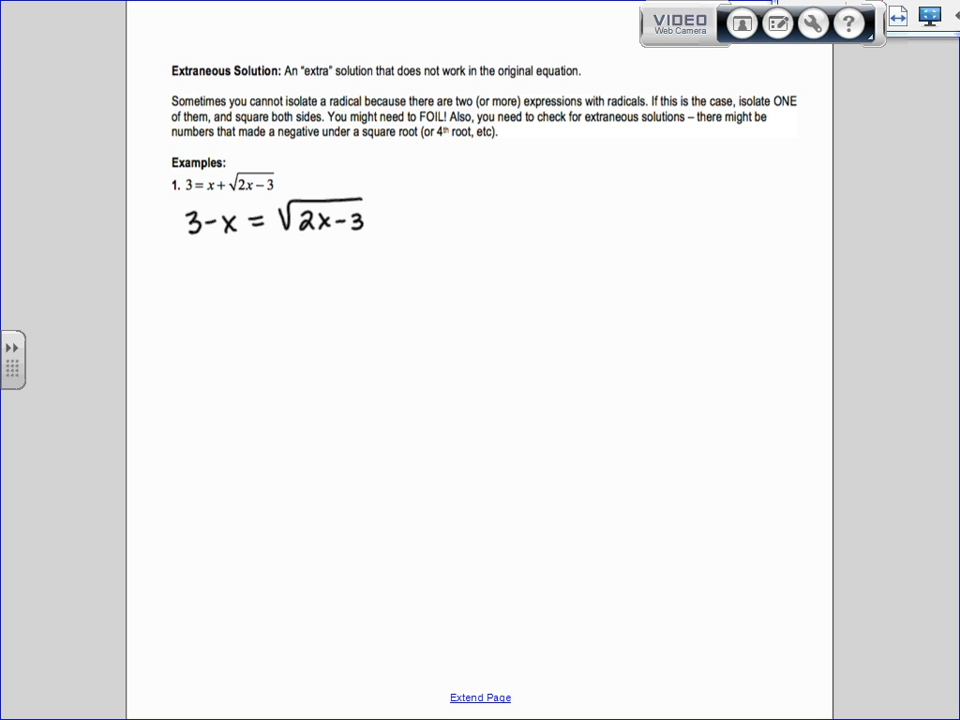 VIDEO
Web Camera
Extraneous Solution: An “extra” solution that does not work in the original equation.
Sometimes you cannot isolate a radical because there are two (or more) expressions with radicals. If this is the case, isolate ONE
of them, and square both sides. You might need to FOIL! Also, you need to check for extraneous solutions – there might be
numbers that made a negative under a square root (or 4th root, etc).
Examples:
1. 3 = x + √2x – 3
3-x = √2x-3
Extend Page